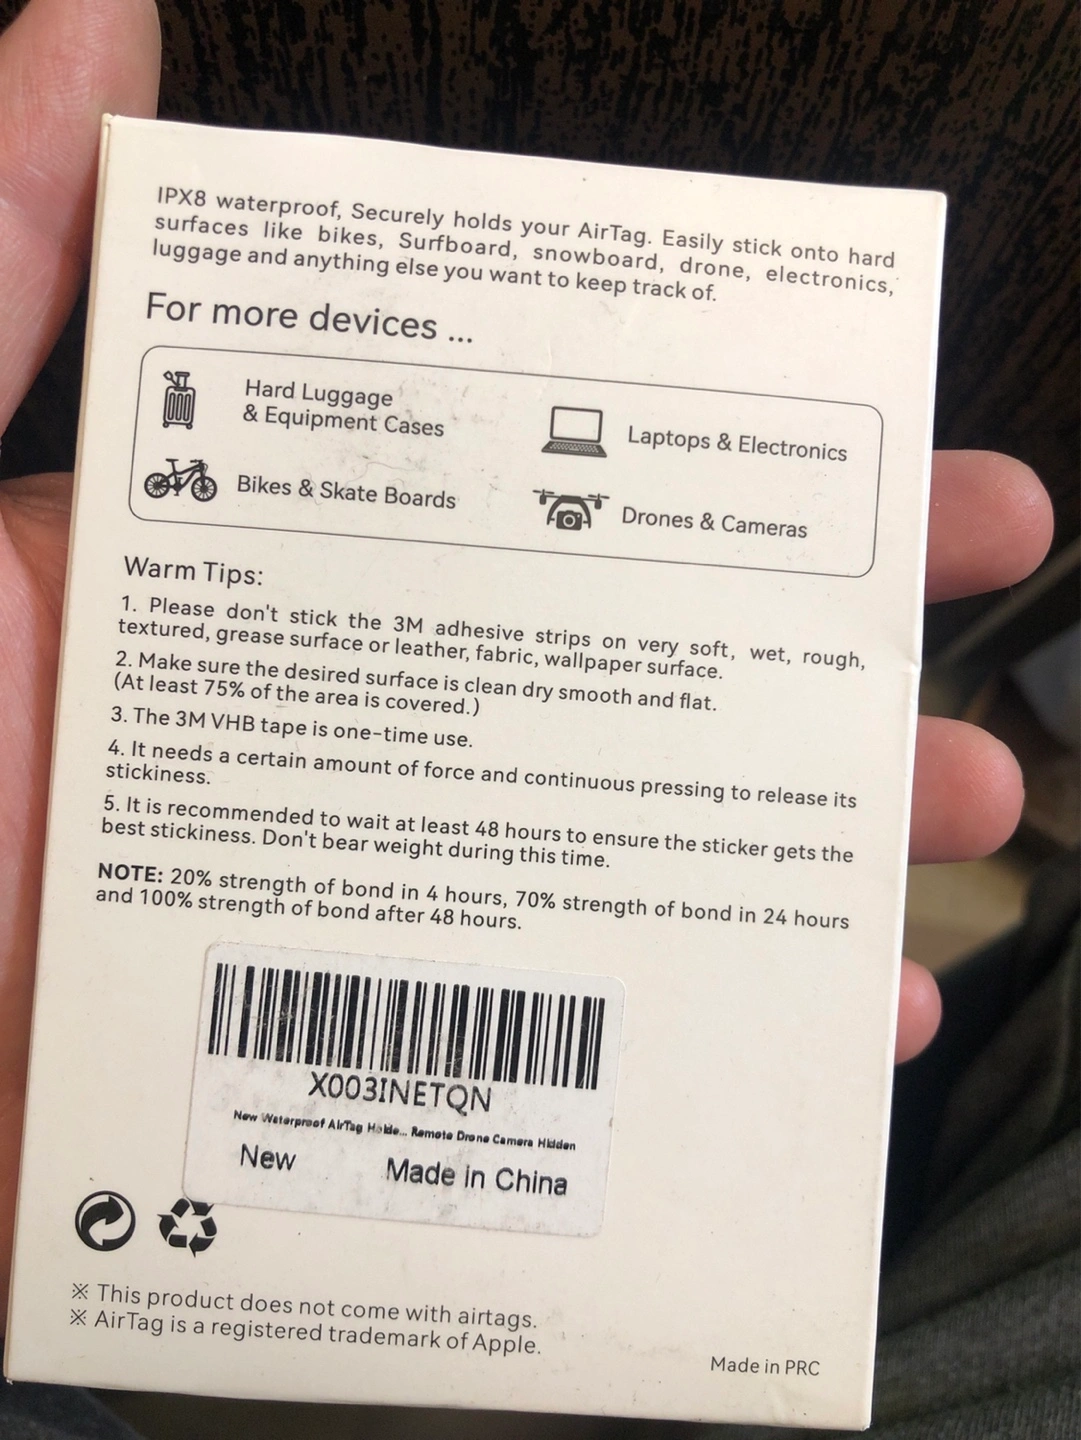 IPX8 waterproof, Securely holds your AirTag. Easily stick onto hard
surfaces like bikes, Surfboard, snowboard, drone, electronics,
luggage and anything else you want to keep track of.
For more devices ...
Hard Luggage
& Equipment Cases
Laptops & Electronics
Bikes & Skate Boards
Drones & Cameras
Warm Tips:
1. Please don't stick the 3M adhesive strips on very soft, wet, rough,
textured, grease surface or leather, fabric, wallpaper surface.
2. Make sure the desired surface is clean dry smooth and flat.
(At least 75% of the area is covered.)
3. The 3M VHB tape is one-time use.
4. It needs a certain amount of force and continuous pressing to release its
stickiness.
5. It is recommended to wait at least 48 hours to ensure the sticker gets the
best stickiness. Don't bear weight during this time.
NOTE: 20% strength of bond in 4 hours, 70% strength of bond in 24 hours
and 100% strength of bond after 48 hours.
X003INETQN
New Waterproof AirTag Holde... Remote Drone Camera Hidden
New Made in China
※ This product does not come with airtags.
※ AirTag is a registered trademark of Apple.
Made in PRC